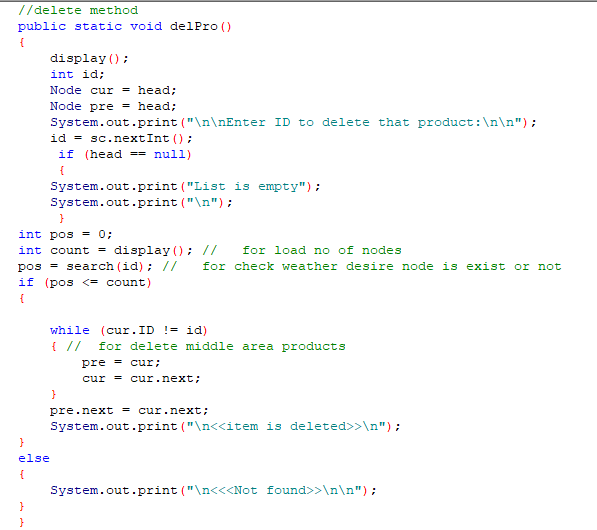 //delete method
public static void delPro()
{
display();
int id;
Node cur = head;
Node pre = head;
System.out.print("\n\nEnter ID to delete that product:\n\n");
id = sc.nextInt();
if (head == null)
{
System.out.print("List is empty");
System.out.print("\n");
}
int pos = 0;
int count = display(); //   for load no of nodes
pos = search(id); //   for check weather desire node is exist or not
if (pos <= count)
{
while (cur.ID != id)
{ //  for delete middle area products
pre = cur;
cur = cur.next;
}
pre.next = cur.next;
System.out.print("\n<<item is deleted>>\n");
}
else
{
System.out.print("\n<<<Not found>>\n\n");
}
}